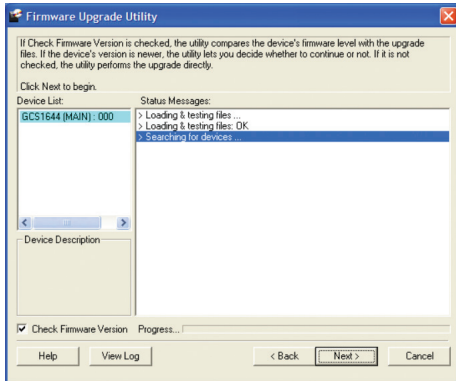 Firmware Upgrade Utility
If Check Firmware Version is checked, the utility compares the device's firmware level with the upgrade
files. If the device's version is newer, the utility lets you decide whether to continue or not. If it is not
checked, the utility performs the upgrade directly.
Click Next to begin.
Device List: Status Messages:
GCS1644 (MAIN) : 000
> Loading & testing files ...
> Loading & testing files: OK
> Searching for devices ...
Device Description
Check Firmware Version Progress...
Help View Log < Back Next > Cancel